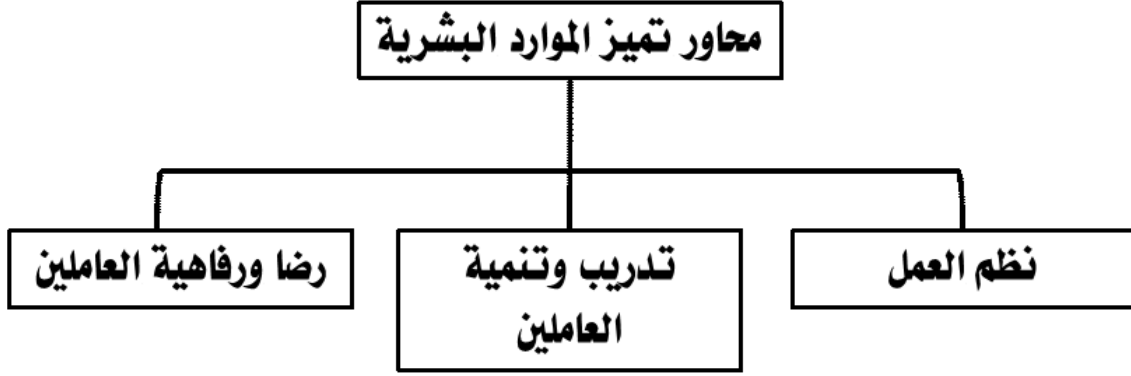 محاور تميز الموارد البشرية
نظم العمل
تدريب وتنمية
العاملين
رضا ورفاهية العاملين